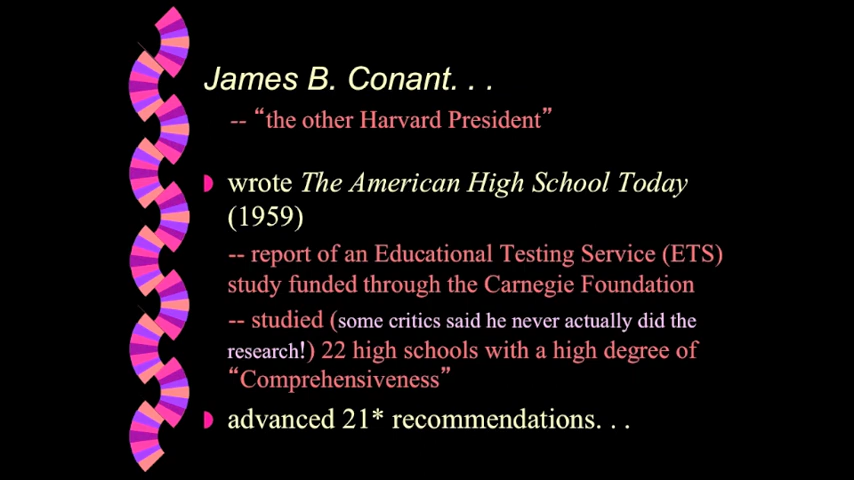 James B. Conant. . .
-- “the other Harvard President”
wrote The American High School Today
(1959)
-- report of an Educational Testing Service (ETS)
study funded through the Carnegie Foundation
-- studied (some critics said he never actually did the
research!) 22 high schools with a high degree of
“Comprehensiveness”
advanced 21* recommendations. . .